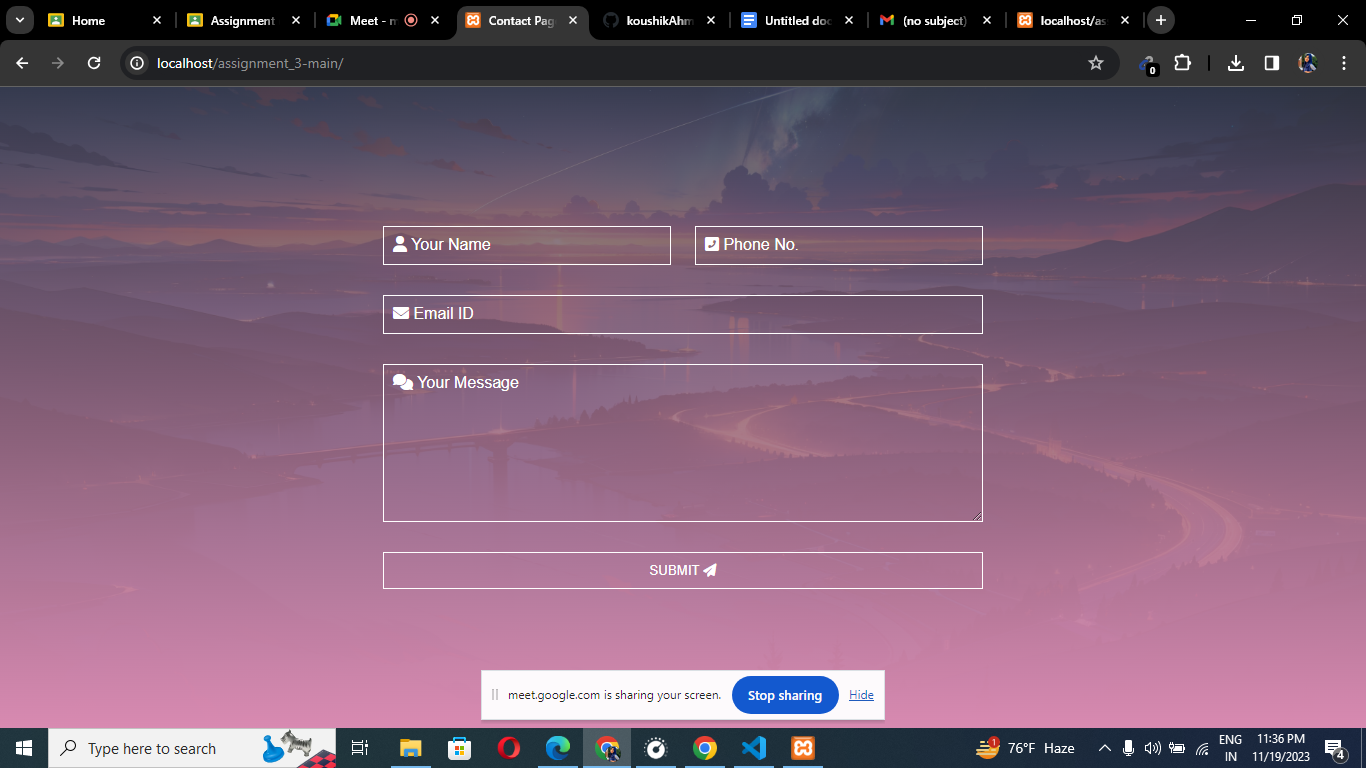 Home
Assignment
Meet - m
Contact Pag
koushikAhm
Untitled doc
(no subject)
localhost/as
localhost/assignment_3-main/
0
Your Name
Phone No.
Email ID
Your Message
SUBMIT
meet.google.com is sharing your screen.
Stop sharing
Hide
Type here to search
1
76°F Haze
ENG
IN
11:36 PM
11/19/2023
4